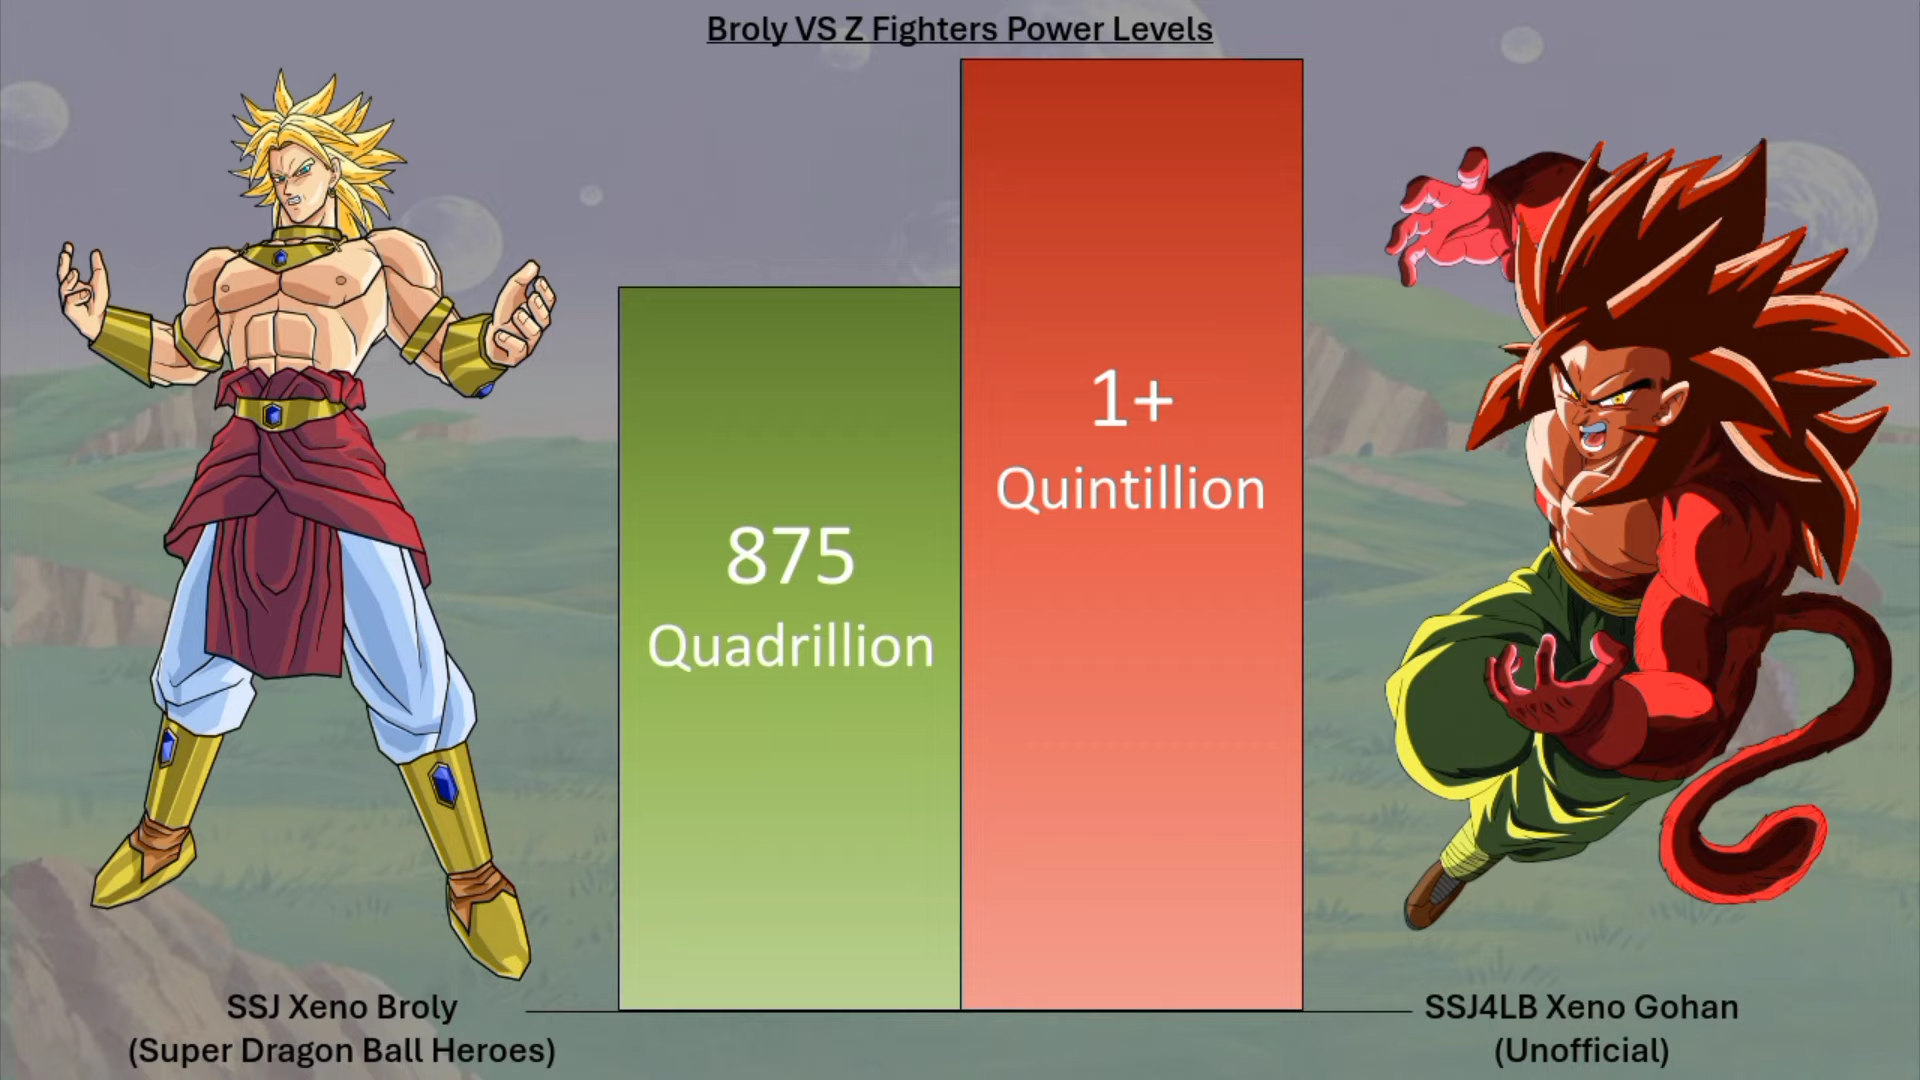 Broly VS Z Fighters Power Levels
875
Quadrillion
1+
Quintillion
SSJ Xeno Broly
(Super Dragon Ball Heroes)
SSJ4LB Xeno Gohan
(Unofficial)